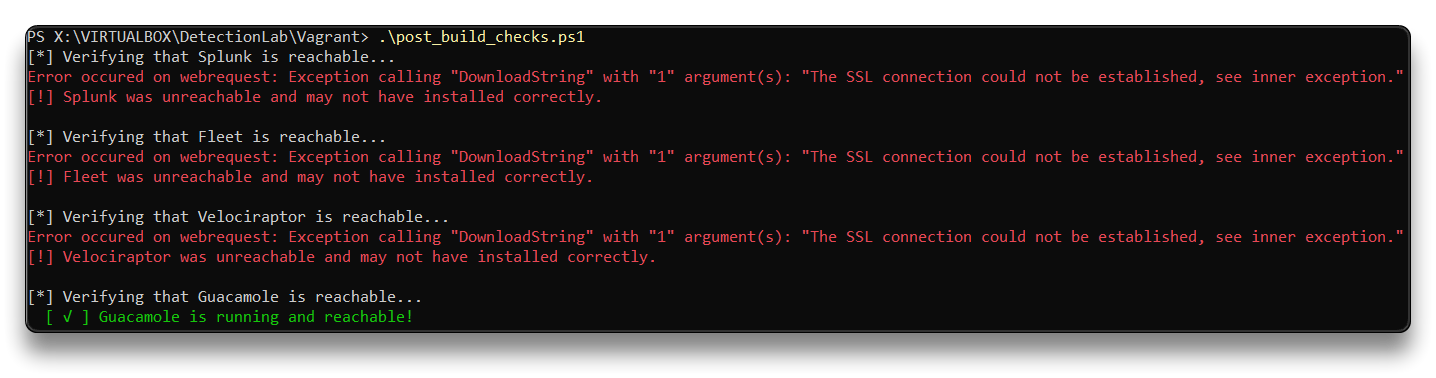 PS X:\VIRTUALBOX\DetectionLab\Vagrant> .\post_build_checks.ps1
[*] Verifying that Splunk is reachable...
Error occured on webrequest: Exception calling "DownloadString" with "1" argument(s): "The SSL connection could not be established, see inner exception."
[!] Splunk was unreachable and may not have installed correctly.
[*] Verifying that Fleet is reachable...
Error occured on webrequest: Exception calling "DownloadString" with "1" argument(s): "The SSL connection could not be established, see inner exception."
[!] Fleet was unreachable and may not have installed correctly.
[*] Verifying that Velociraptor is reachable...
Error occured on webrequest: Exception calling "DownloadString" with "1" argument(s): "The SSL connection could not be established, see inner exception."
[!] Velociraptor was unreachable and may not have installed correctly.
[*] Verifying that Guacamole is reachable...
[ √ ] Guacamole is running and reachable!